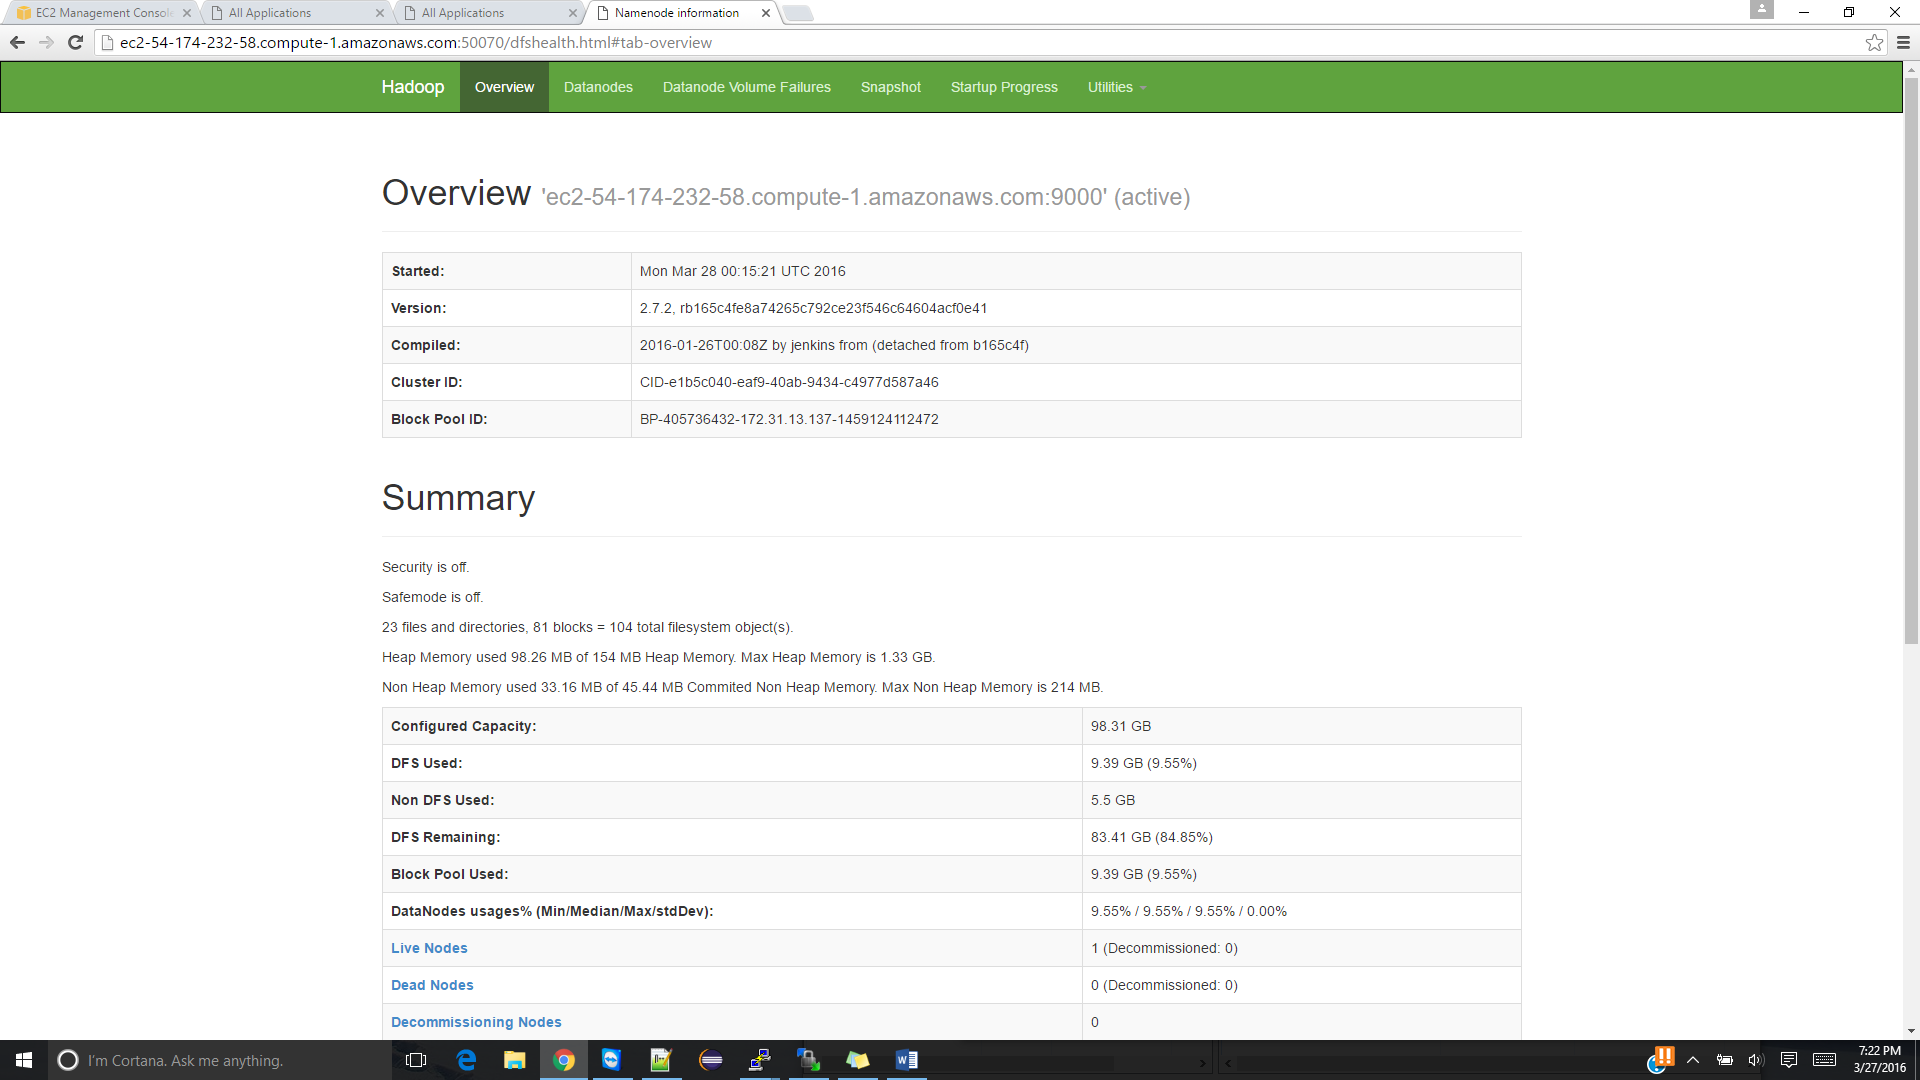 EC2 Management Consol
All Applications
All Applications
Namenode information
ec2-54-174-232-58.compute-1.amazonaws.com:50070/dfshealth.html#tab-overview
Hadoop Overview Datanodes Datanode Volume Failures Snapshot Startup Progress Utilities
Overview 'ec2-54-174-232-58.compute-1.amazonaws.com:9000' (active)
Started: Mon Mar 28 00:15:21 UTC 2016
Version: 2.7.2, rb165c4fe8a74265c792ce23f546c64604acf0e41
Compiled: 2016-01-26T00:08Z by jenkins from (detached from b165c4f)
Cluster ID: CID-e1b5c040-eaf9-40ab-9434-c4977d587a46
Block Pool ID: BP-405736432-172.31.13.137-1459124112472
Summary
Security is off.
Safemode is off.
23 files and directories, 81 blocks = 104 total filesystem object(s).
Heap Memory used 98.26 MB of 154 MB Heap Memory. Max Heap Memory is 1.33 GB.
Non Heap Memory used 33.16 MB of 45.44 MB Commited Non Heap Memory. Max Non Heap Memory is 214 MB.
Configured Capacity: 98.31 GB
DFS Used: 9.39 GB (9.55%)
Non DFS Used: 5.5 GB
DFS Remaining: 83.41 GB (84.85%)
Block Pool Used: 9.39 GB (9.55%)
DataNodes usages% (Min/Median/Max/stdDev): 9.55% / 9.55% / 9.55% / 0.00%
Live Nodes 1 (Decommissioned: 0)
Dead Nodes 0 (Decommissioned: 0)
Decommissioning Nodes 0
I'm Cortana. Ask me anything.
7:22 PM
3/27/2016